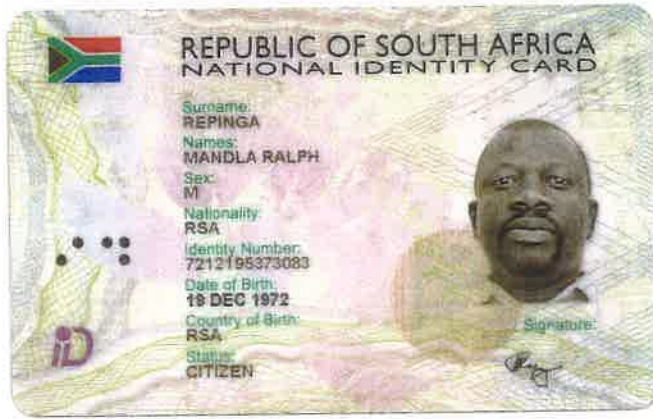 REPUBLIC OF SOUTH AFRICA
NATIONAL IDENTITY CARD
Surname:
REPINGA
Names:
MANDLA RALPH
Sex:
M
Nationality:
RSA
Identity Number:
7212195373083
Date of Birth:
19 DEC 1972
Country of Birth:
RSA
Status:
CITIZEN
Signature:
iD